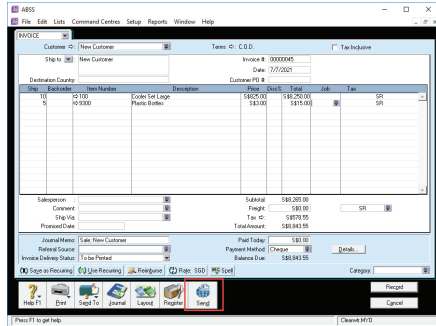 ABSS
File Edit Lists Command Centres Setup Reports Window Help
INVOICE
Customer: New Customer Terms: C.O.D. Tax Inclusive
Ship to New Customer Invoice #: 00000045
Date: 7/7/2021
Destination Country: Customer PO #:
Ship Backorder Item Number Description Price Disc% Total Job Tax
10 100 Cooler Set Large S$825.00 S$8,250.00 SR
5 9300 Plastic Bottles S$3.00 S$15.00 SR
Salesperson : Subtotal: S$8,265.00
Comment: Freight: S$0.00 SR
Ship Via: Tax S$578.55
Promised Date: Total Amount: S$8,843.55
Journal Memo: Sale; New Customer Paid Today: S$0.00
Referral Source: Payment Method: Cheque Details...
Invoice Delivery Status: To be Printed Balance Due: S$8,843.55
Save as Recurring Use Recurring Reimburse Rate: SGD Spell Category:
Record
Help F1 Print Send To Journal Layout Register Send Cancel
Press F1 to get help. Clearwtr.MYO